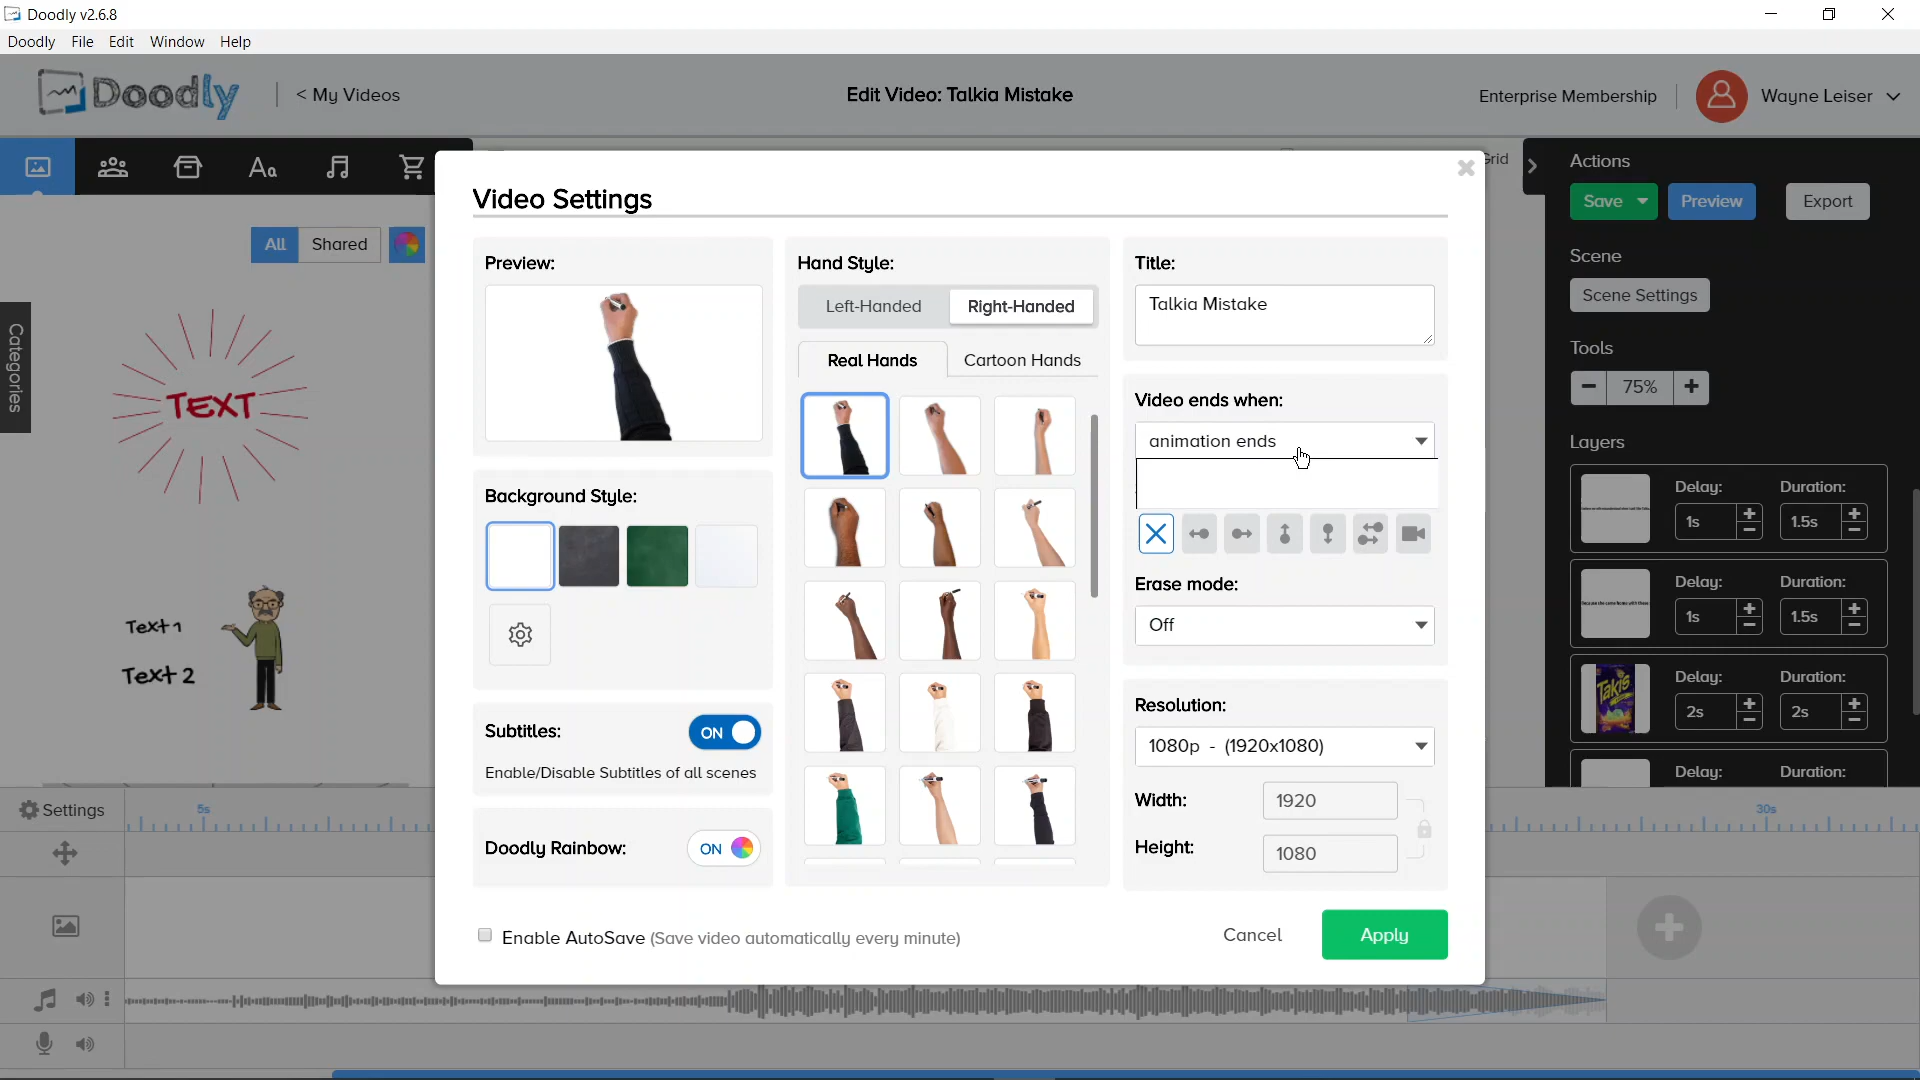 Doodly v2.6.8
Doodly File Edit Window Help
Doodly
< My Videos
Edit Video: Talkia Mistake
Enterprise Membership
Wayne Leiser
Aa
All Shared
Categories
TEXT
Text 1
Text 2
Video Settings
Preview:
Background Style:
Subtitles: ON
Enable/Disable Subtitles of all scenes
Doodly Rainbow: ON
Hand Style:
Left-Handed Right-Handed
Real Hands Cartoon Hands
Title:
Talkia Mistake
Video ends when:
animation ends
Erase mode:
Off
Resolution:
1080p - (1920x1080)
Width: 1920
Height: 1080
Enable AutoSave (Save video automatically every minute)
Cancel Apply
Grid
Actions
Save Preview Export
Scene
Scene Settings
Tools
75%
Layers
Delay: Duration:
1s 1.5s
Delay: Duration:
1s 1.5s
Takis
Delay: Duration:
2s 2s
Delay: Duration:
Settings
5s
30s